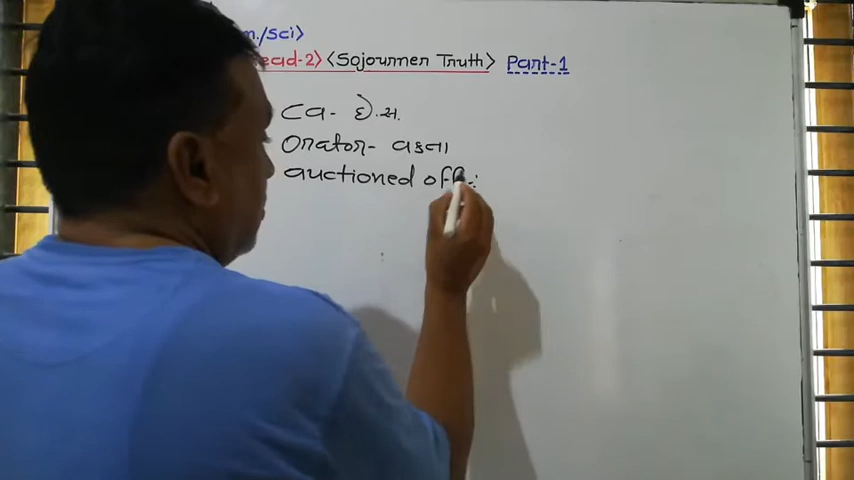 m./Sci>
ead-2> <Sojourner Truth> Part-1
Ca - ઈ.સ.
Orator- વક્તા
auctioned off-